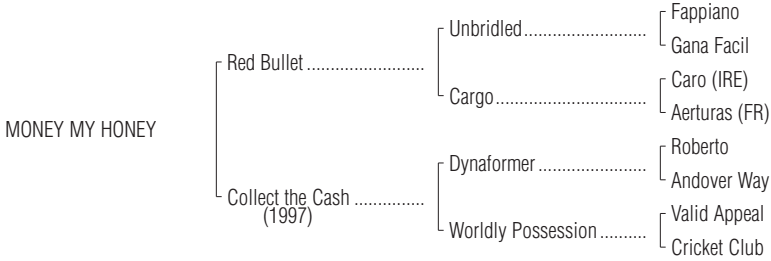 Fappiano
Unbridled
Gana Facil
Red Bullet
Caro (IRE)
Cargo
Aerturas (FR)
MONEY MY HONEY
Roberto
Dynaformer
Andover Way
Collect the Cash
(1997)
Valid Appeal
Worldly Possession
Cricket Club